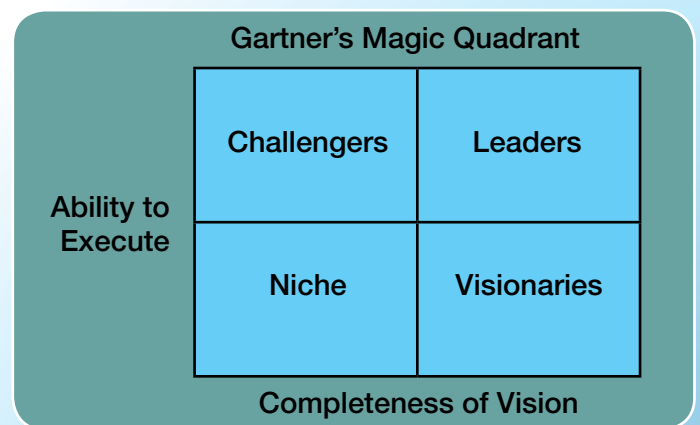 Gartner’s Magic Quadrant
Challengers
Leaders
Ability to
Execute
Niche
Visionaries
Completeness of Vision